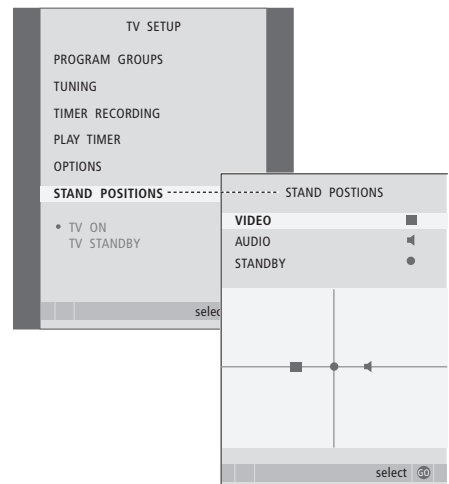 TV SETUP
PROGRAM GROUPS
TUNING
TIMER RECORDING
PLAY TIMER
OPTIONS
STAND POSITIONS
• TV ON
TV STANDBY
selec
STAND POSTIONS
VIDEO
AUDIO
STANDBY
select GO